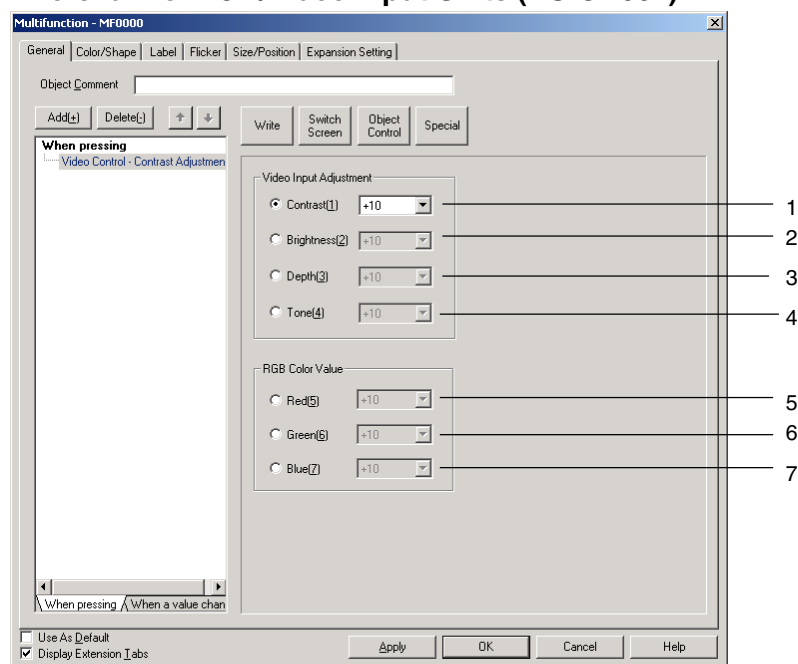 Multifunction - MF0000
General Color/Shape Label Flicker Size/Position Expansion Setting
Object Comment
Add(+) Delete(-)
Write Switch Screen Object Control Special
When pressing
Video Control - Contrast Adjustmen
Video Input Adjustment
Contrast(1) +10 1
Brightness(2) +10 2
Depth(3) +10 3
Tone(4) +10 4
RGB Color Value
Red(5) +10 5
Green(6) +10 6
Blue(7) +10 7
When pressing When a value chan
Use As Default
Display Extension Tabs
Apply OK Cancel Help